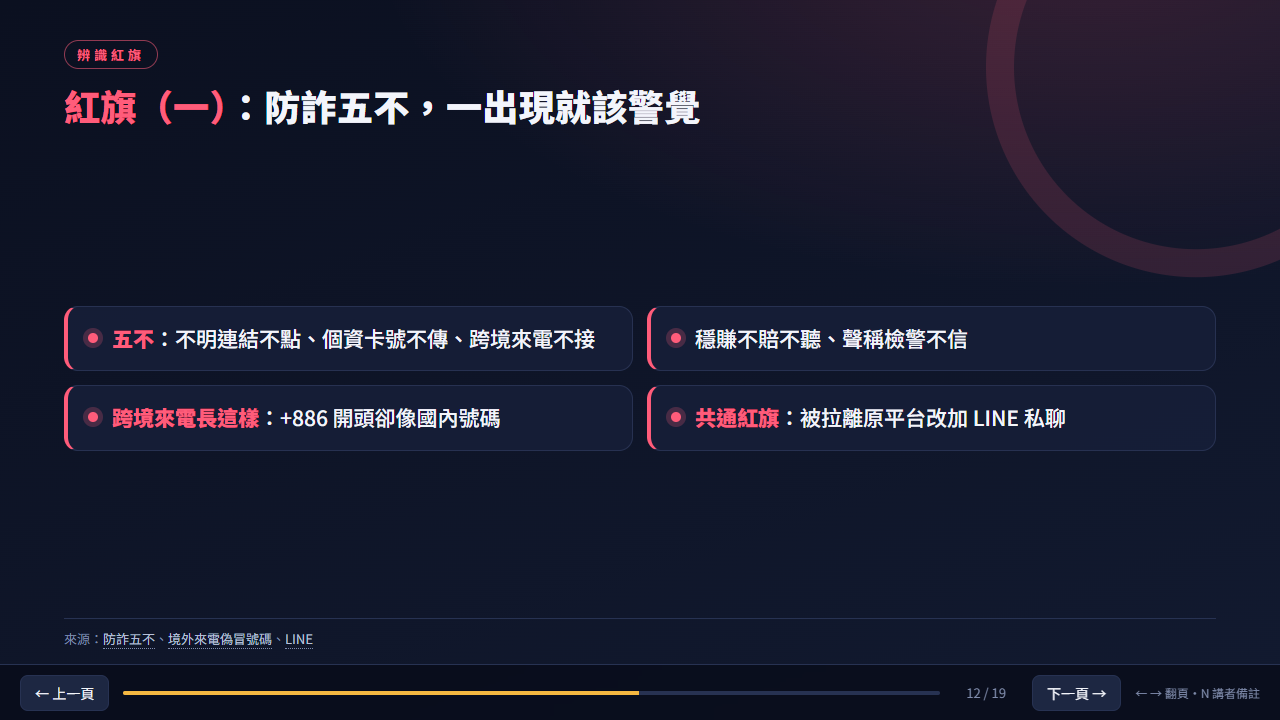 辨識紅旗
紅旗（一）：防詐五不，一出現就該警覺
五不：不明連結不點、個資卡號不傳、跨境來電不接
穩賺不賠不聽、聲稱檢警不信
跨境來電長這樣：+886 開頭卻像國內號碼
共通紅旗：被拉離原平台改加 LINE 私聊
來源：防詐五不、境外來電偽冒號碼、LINE
← 上一頁
12 / 19
下一頁 →
← → 翻頁・N 講者備註